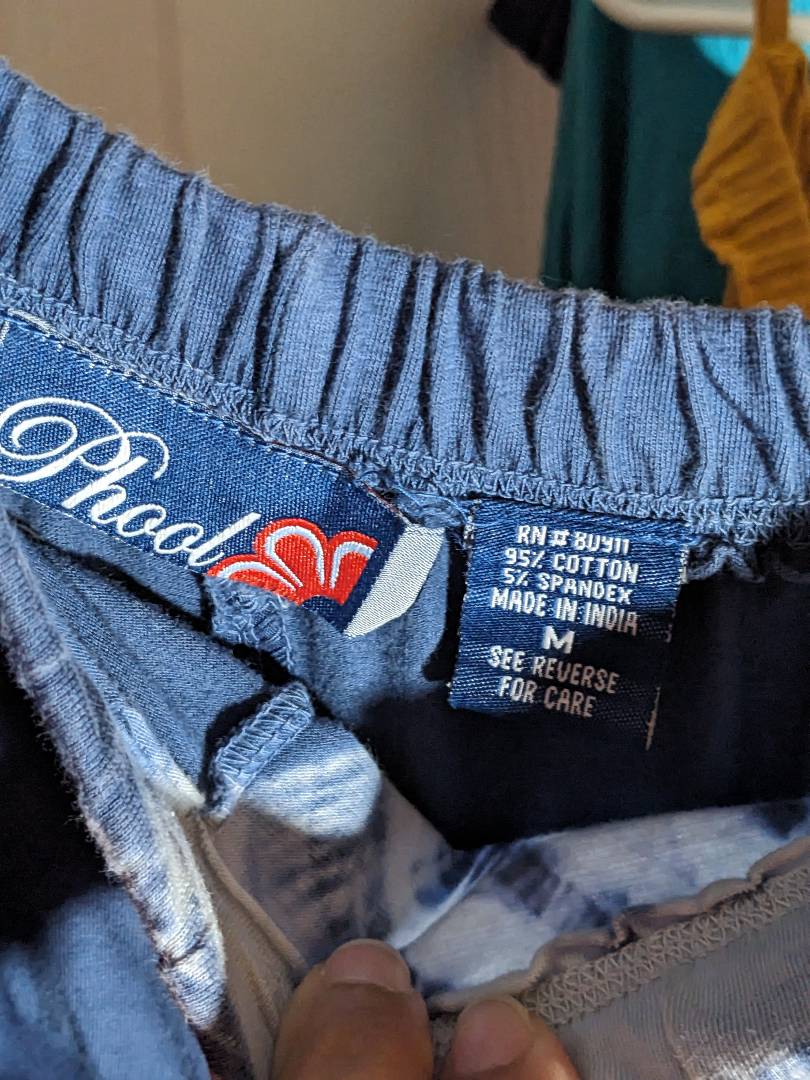 Phool
RN# 80911
95% COTTON
5% SPANDEX
MADE IN INDIA
M
SEE REVERSE
FOR CARE